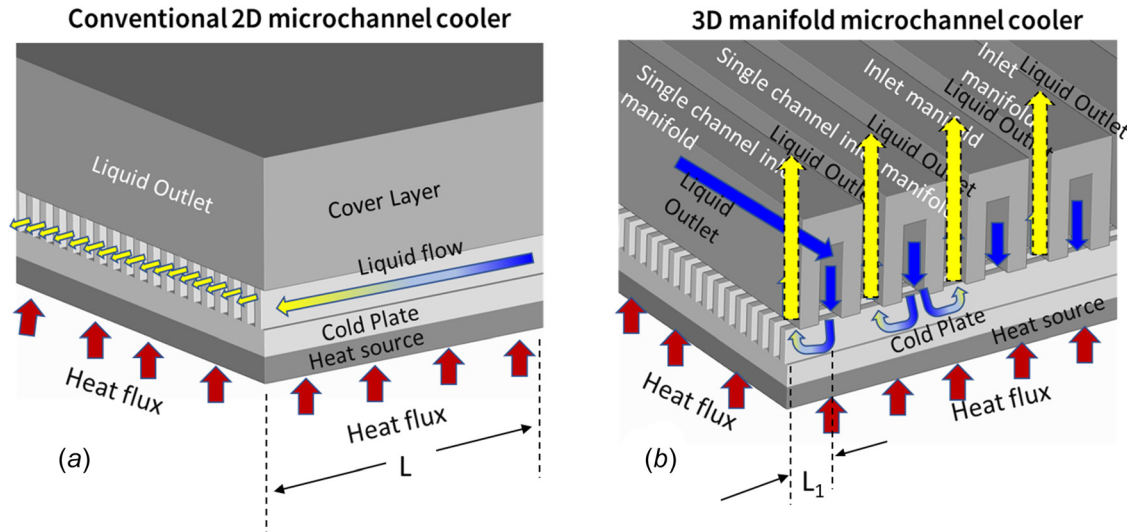 Conventional 2D microchannel cooler
Liquid Outlet
Cover Layer
Liquid flow
Cold Plate
Heat source
Heat flux
Heat flux
(a)
L
3D manifold microchannel cooler
Single channel inlet
manifold
Single channel inlet
manifold
Inlet manifold
Inlet
manifold
Liquid Outlet
Liquid Outlet
Liquid Outlet
Liquid Outlet
Liquid
Outlet
Cold Plate
Heat source
Heat flux
Heat flux
(b)
L₁